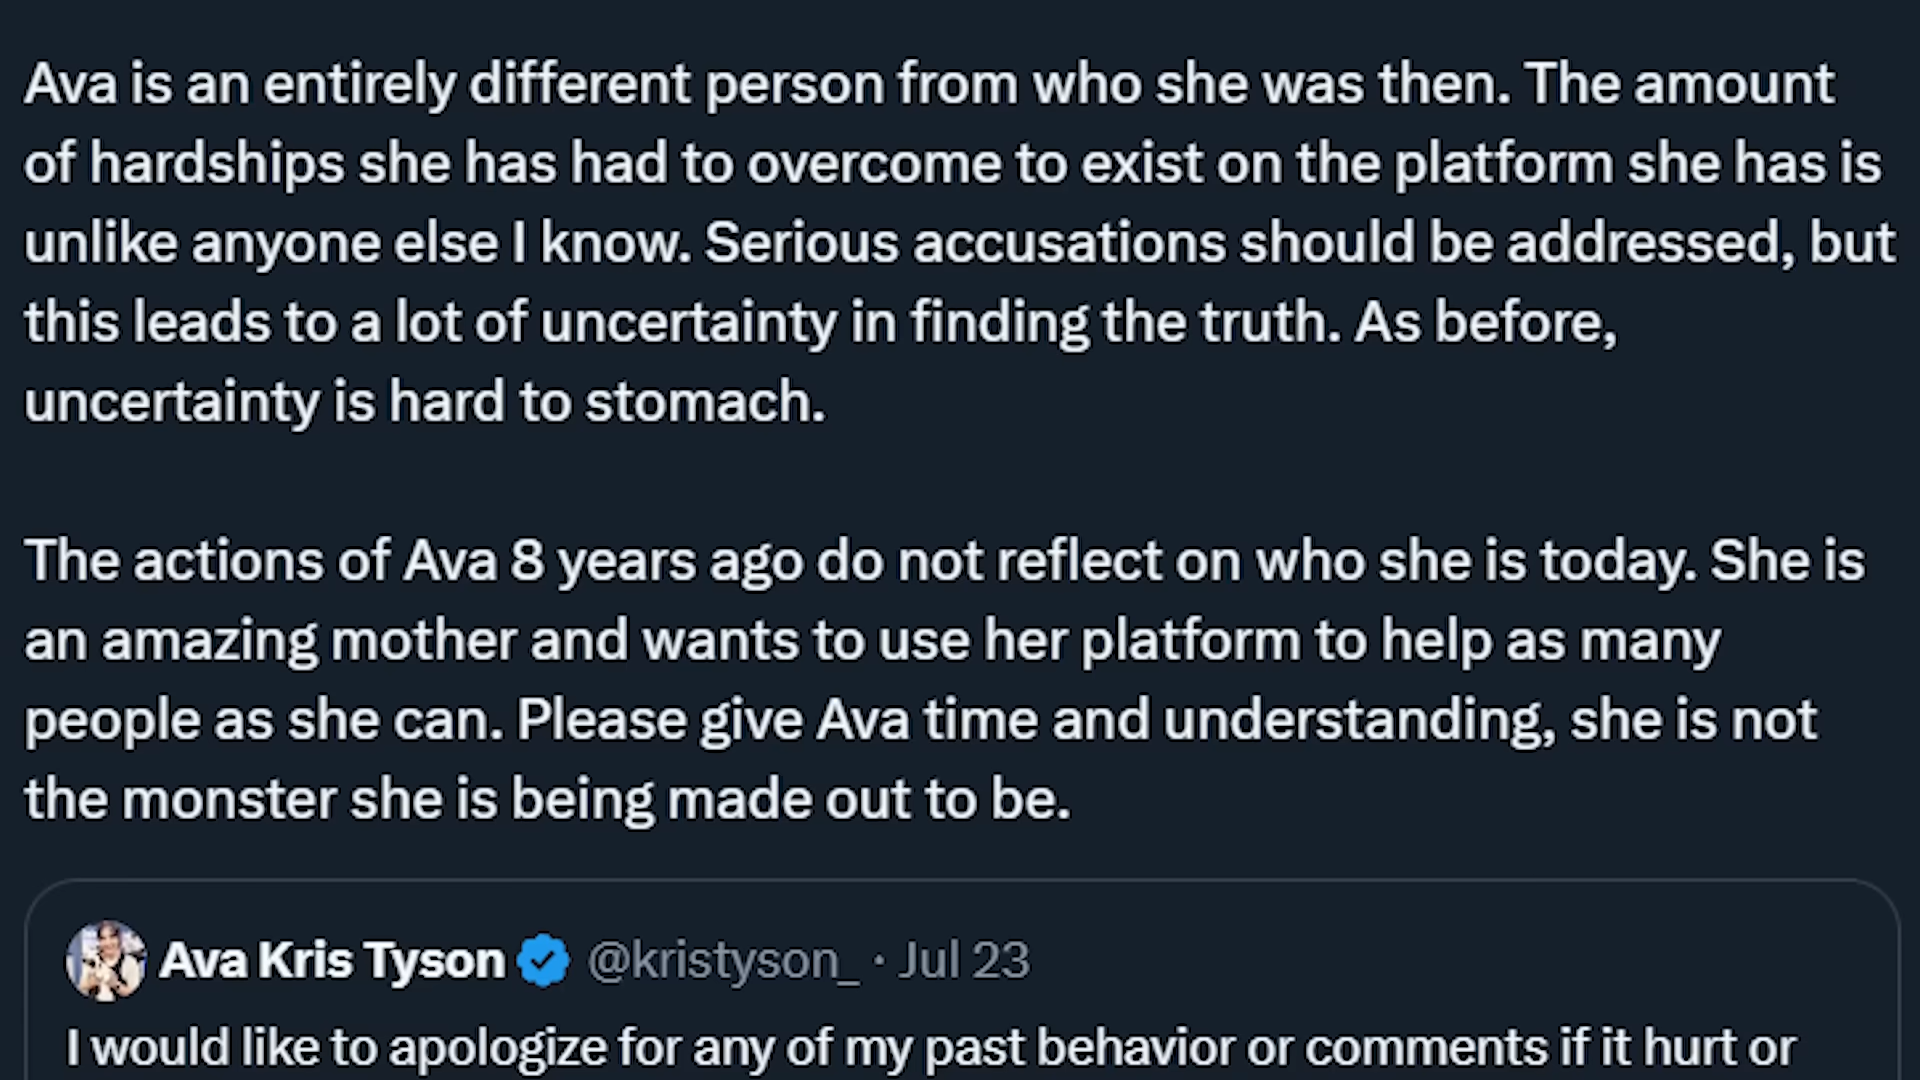 Ava is an entirely different person from who she was then. The amount
of hardships she has had to overcome to exist on the platform she has is
unlike anyone else I know. Serious accusations should be addressed, but
this leads to a lot of uncertainty in finding the truth. As before,
uncertainty is hard to stomach.
The actions of Ava 8 years ago do not reflect on who she is today. She is
an amazing mother and wants to use her platform to help as many
people as she can. Please give Ava time and understanding, she is not
the monster she is being made out to be.
Ava Kris Tyson @kristyson_ · Jul 23
I would like to apologize for any of my past behavior or comments if it hurt or